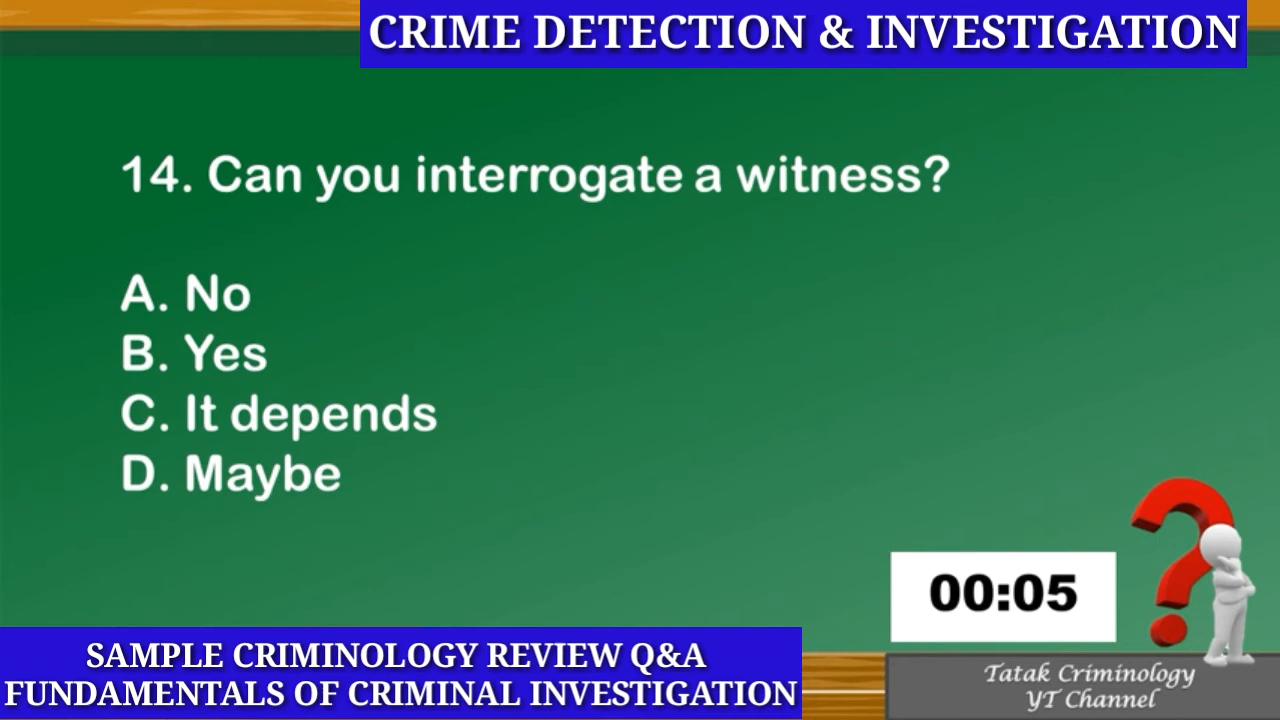 CRIME DETECTION & INVESTIGATION
14. Can you interrogate a witness?
A. No
B. Yes
C. It depends
D. Maybe
00:05
SAMPLE CRIMINOLOGY REVIEW Q&A
FUNDAMENTALS OF CRIMINAL INVESTIGATION
Tatak Criminology
YT Channel